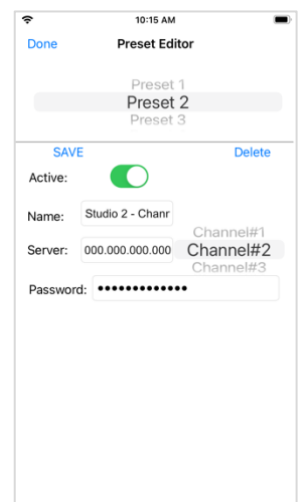 10:15 AM
Done Preset Editor
Preset 1
Preset 2
Preset 3
SAVE Delete
Active:
Name: Studio 2 - Chanr
Channel#1
Server: 000.000.000.000 Channel#2
Channel#3
Password: •••••••••••••